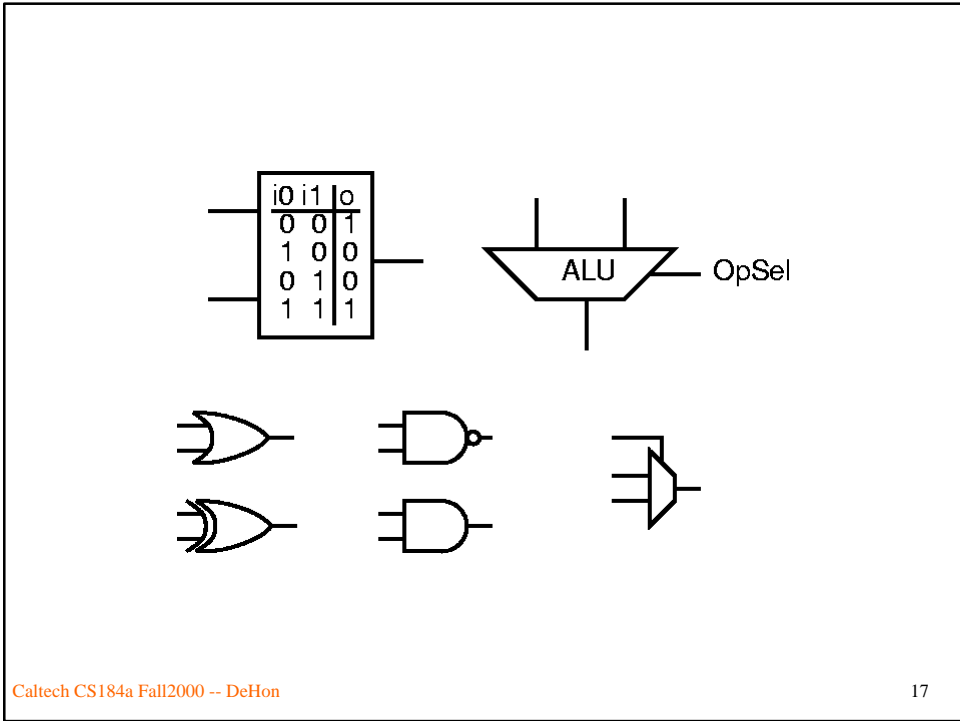 i0 i1 o
0 0 1
1 0 0
0 1 0
1 1 1
ALU
OpSel
Caltech CS184a Fall2000 -- DeHon
17